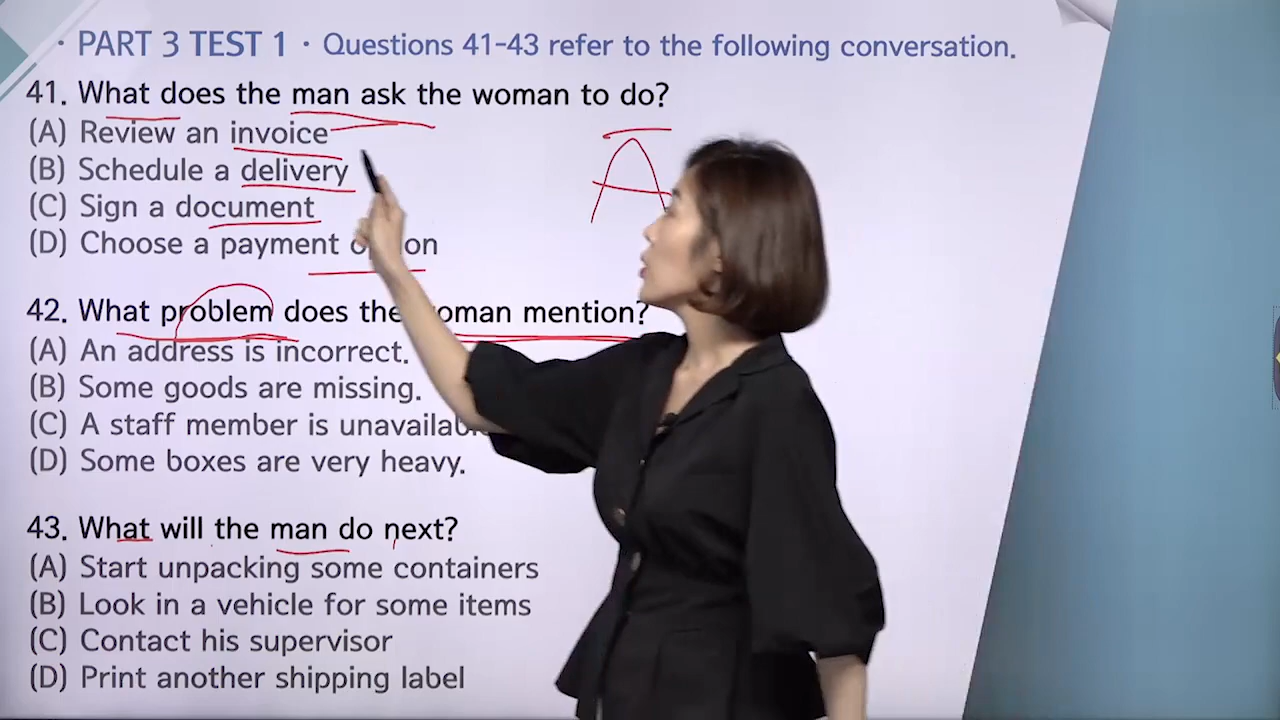 · PART 3 TEST 1 · Questions 41-43 refer to the following conversation.
41. What does the man ask the woman to do?
(A) Review an invoice
(B) Schedule a delivery
(C) Sign a document
(D) Choose a payment
A
42. What problem does the woman mention?
(A) An address is incorrect.
(B) Some goods are missing.
(C) A staff member is
(D) Some boxes are very heavy.
43. What will the man do next?
(A) Start unpacking some containers
(B) Look in a vehicle for some items
(C) Contact his supervisor
(D) Print another shipping label